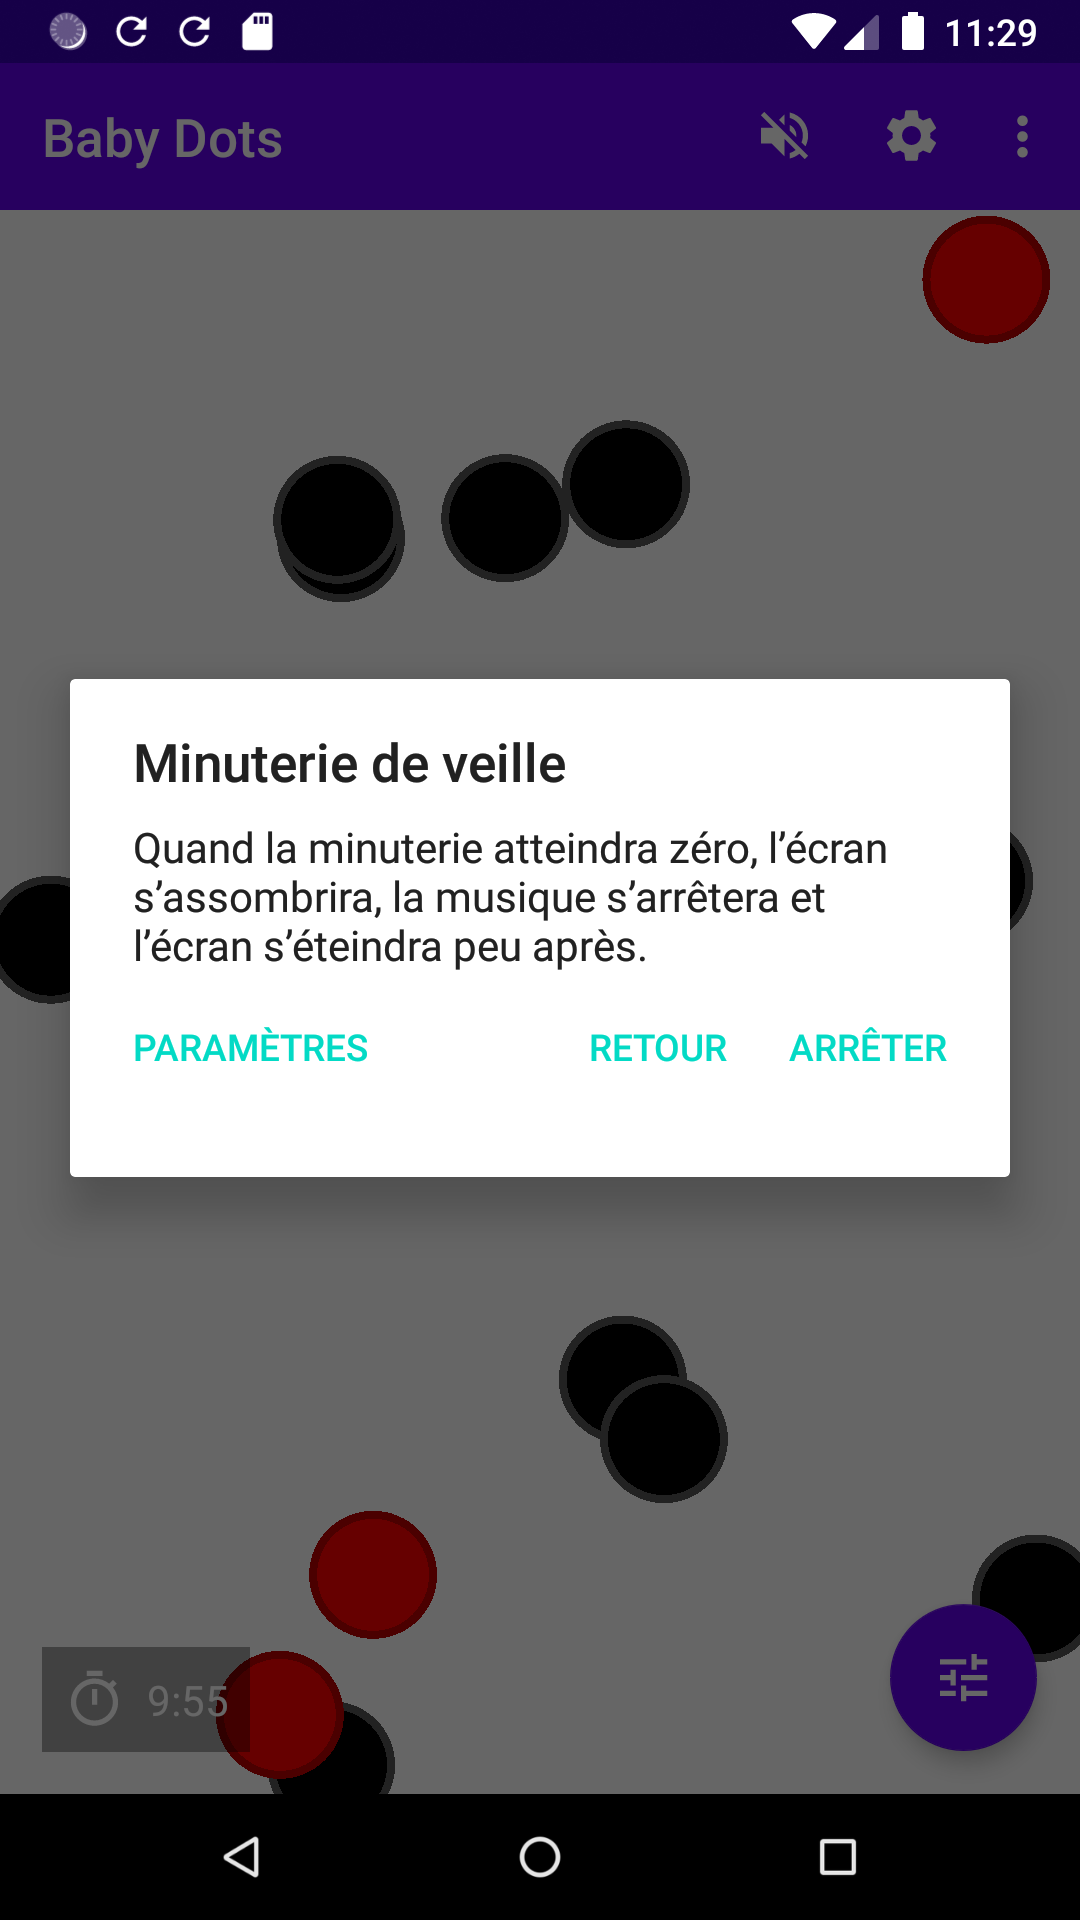 11:29
Baby Dots
Minuterie de veille
Quand la minuterie atteindra zéro, l’écran
s’assombrira, la musique s’arrêtera et
l’écran s’éteindra peu après.
PARAMÈTRES RETOUR ARRÊTER
9:55